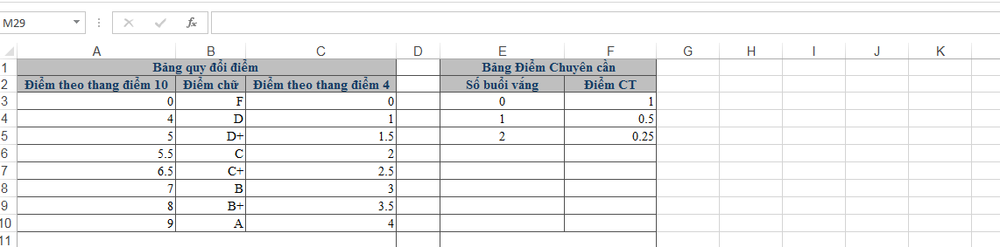 M29 fx
A B C D E F G H I J K
1 Bảng quy đổi điểm Bảng Điểm Chuyên cần
2 Điểm theo thang điểm 10 Điểm chữ Điểm theo thang điểm 4 Số buổi vắng Điểm CT
3 0 F 0 0 1
4 4 D 1 1 0.5
5 5 D+ 1.5 2 0.25
6 5.5 C 2
7 6.5 C+ 2.5
8 7 B 3
9 8 B+ 3.5
10 9 A 4
11